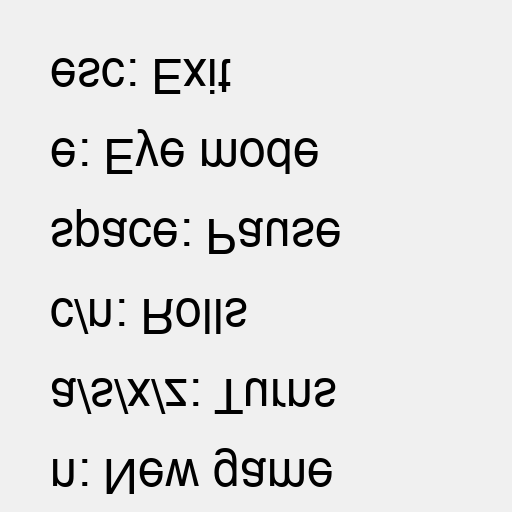 n: New game
a/s/x/z: Turns
c/n: Rolls
space: Pause
e: Eye mode
esc: Exit